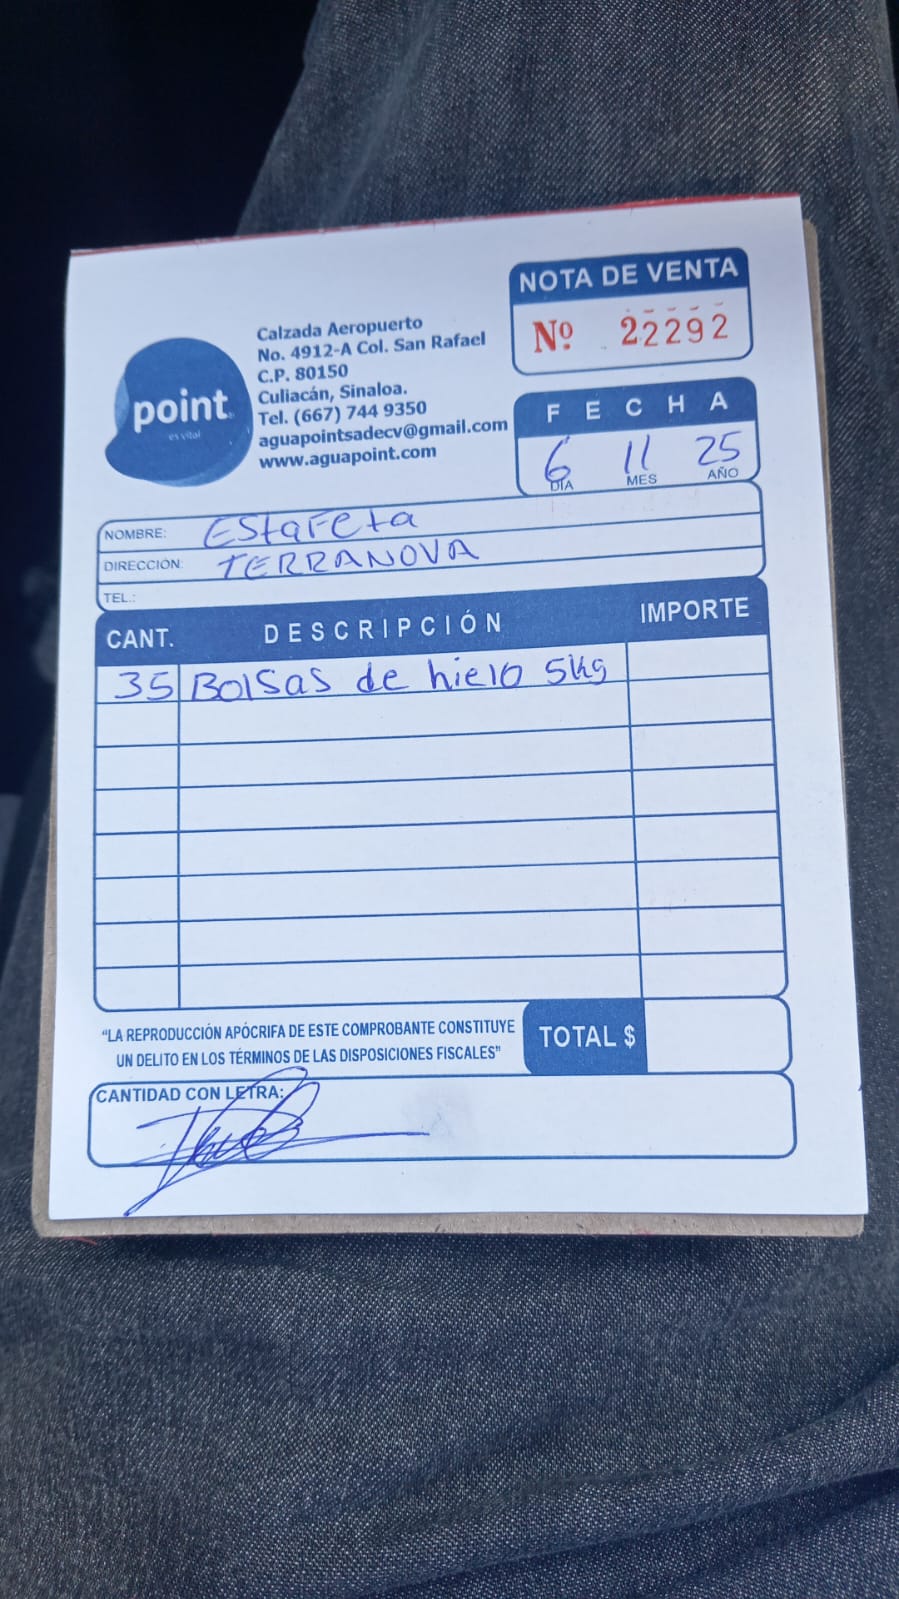 point
es vital
Calzada Aeropuerto
No. 4912-A Col. San Rafael
C.P. 80150
Culiacán, Sinaloa.
Tel. (667) 744 9350
aguapointsadecv@gmail.com
www.aguapoint.com
NOTA DE VENTA
Nº 22292
FECHA
6 11 25
DÍA MES AÑO
NOMBRE: EStaFeta
DIRECCIÓN: TERRANOVA
TEL.:
CANT. DESCRIPCIÓN IMPORTE
35 Bolsas de hielo 5kg
"LA REPRODUCCIÓN APÓCRIFA DE ESTE COMPROBANTE CONSTITUYE
UN DELITO EN LOS TÉRMINOS DE LAS DISPOSICIONES FISCALES"
TOTAL $
CANTIDAD CON LETRA: